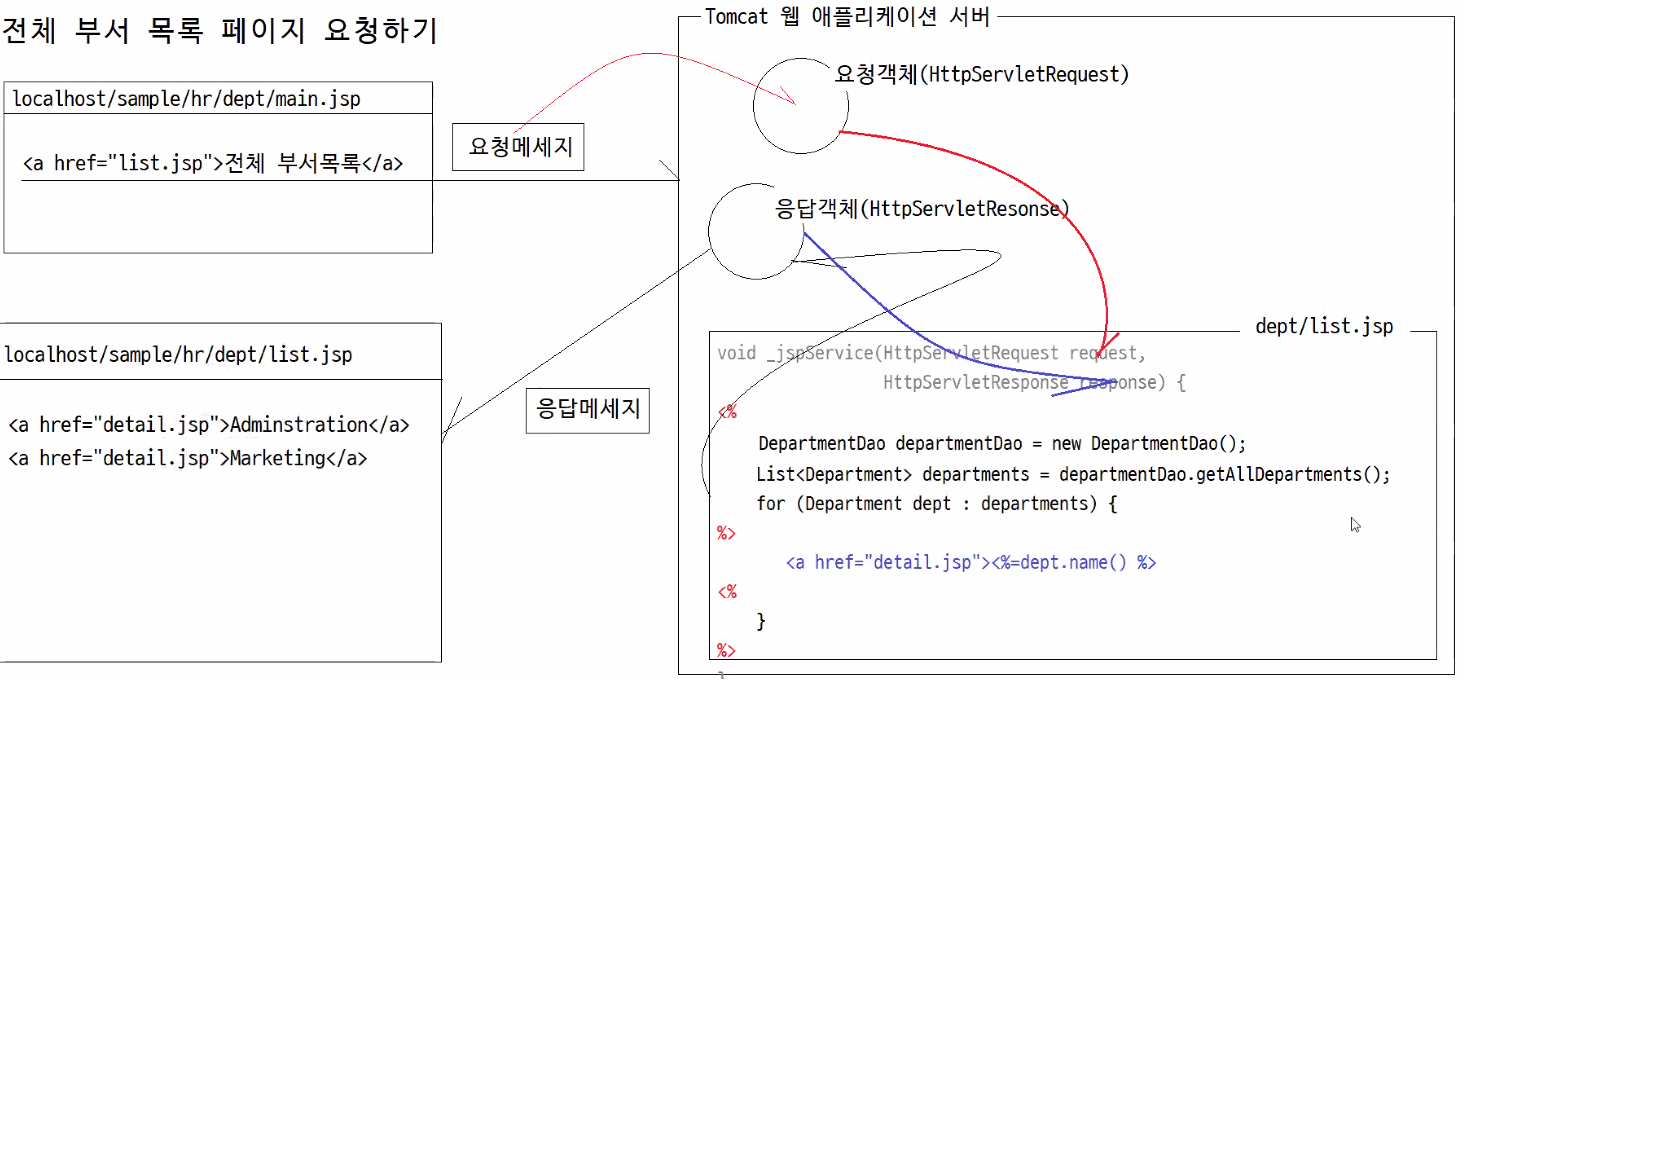 전체 부서 목록 페이지 요청하기
localhost/sample/hr/dept/main.jsp
<a href="list.jsp">전체 부서목록</a>
요청메세지
localhost/sample/hr/dept/list.jsp
<a href="detail.jsp">Adminstration</a>
<a href="detail.jsp">Marketing</a>
응답메세지
Tomcat 웹 애플리케이션 서버
요청객체(HttpServletRequest)
응답객체(HttpServletResonse)
dept/list.jsp
void _jspService(HttpServletRequest request,
HttpServletResponse response) {
<%
DepartmentDao departmentDao = new DepartmentDao();
List<Department> departments = departmentDao.getAllDepartments();
for (Department dept : departments) {
%>
<a href="detail.jsp"><%=dept.name() %>
<%
}
%>
}